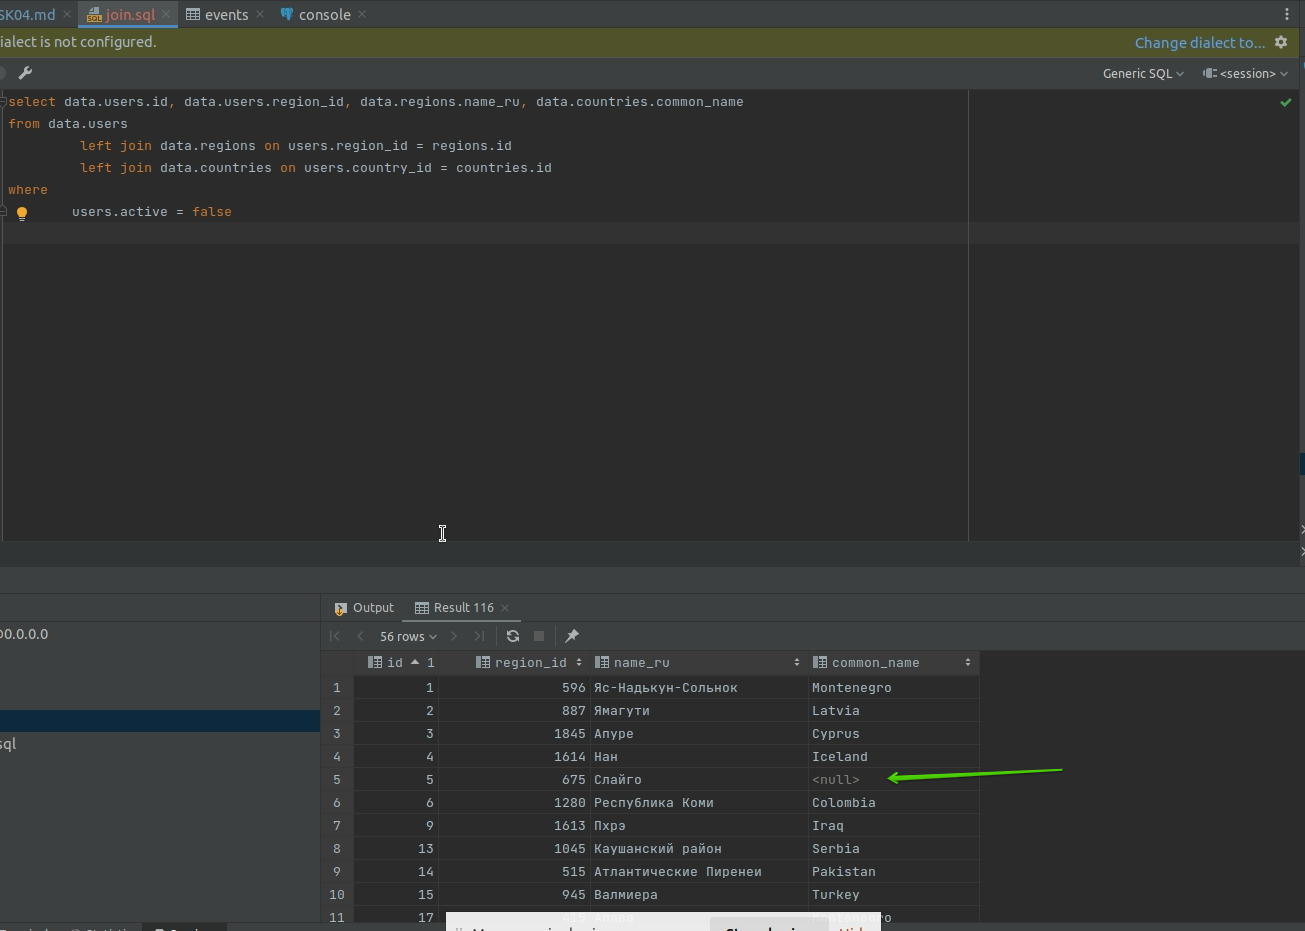 SK04.md join.sql events console
ialect is not configured. Change dialect to...
Generic SQL <session>
select data.users.id, data.users.region_id, data.regions.name_ru, data.countries.common_name
from data.users
left join data.regions on users.region_id = regions.id
left join data.countries on users.country_id = countries.id
where
users.active = false
Output Result 116
@0.0.0.0
56 rows
id 1 region_id name_ru common_name
1 1 596 Яс-Надькун-Сольнок Montenegro
2 2 887 Ямагути Latvia
3 3 1845 Апуре Cyprus
sql
4 4 1614 Нан Iceland
5 5 675 Слайго <null>
6 6 1280 Республика Коми Colombia
7 9 1613 Пхрэ Iraq
8 13 1045 Каушанский район Serbia
9 14 515 Атлантические Пиренеи Pakistan
10 15 945 Валмиера Turkey
11 17